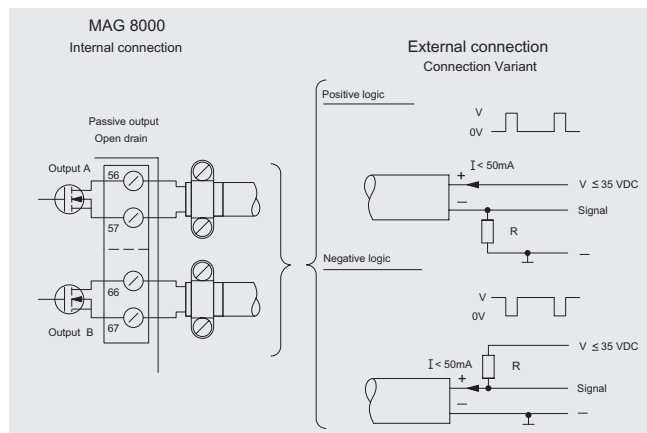 MAG 8000
Internal connection
External connection
Connection Variant
Passive output
Open drain
Output A
56
57
66
67
Output B
Positive logic
V
0V
I < 50mA
+
V ≤ 35 VDC
—
Signal
R
—
Negative logic
V
0V
V ≤ 35 VDC
I < 50mA
R
+
Signal
—
—